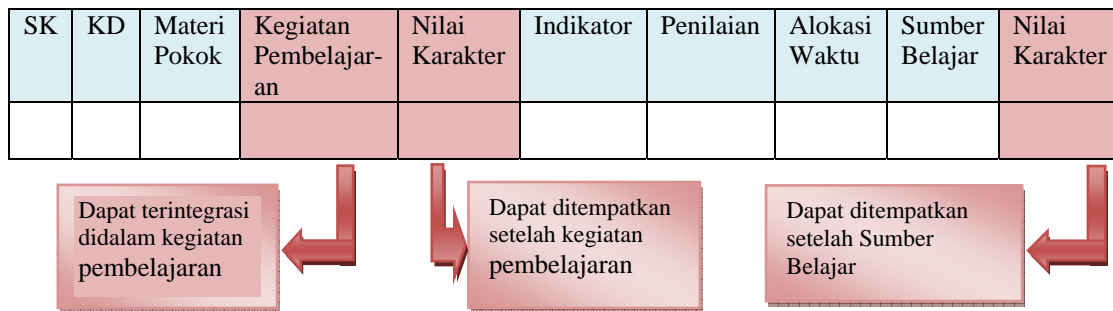 SK KD Materi Kegiatan Nilai Indikator Penilaian Alokasi Sumber Nilai
Pokok Pembelajar- Karakter Waktu Belajar Karakter
an
Dapat terintegrasi
didalam kegiatan
pembelajaran
Dapat ditempatkan
setelah kegiatan
pembelajaran
Dapat ditempatkan
setelah Sumber
Belajar